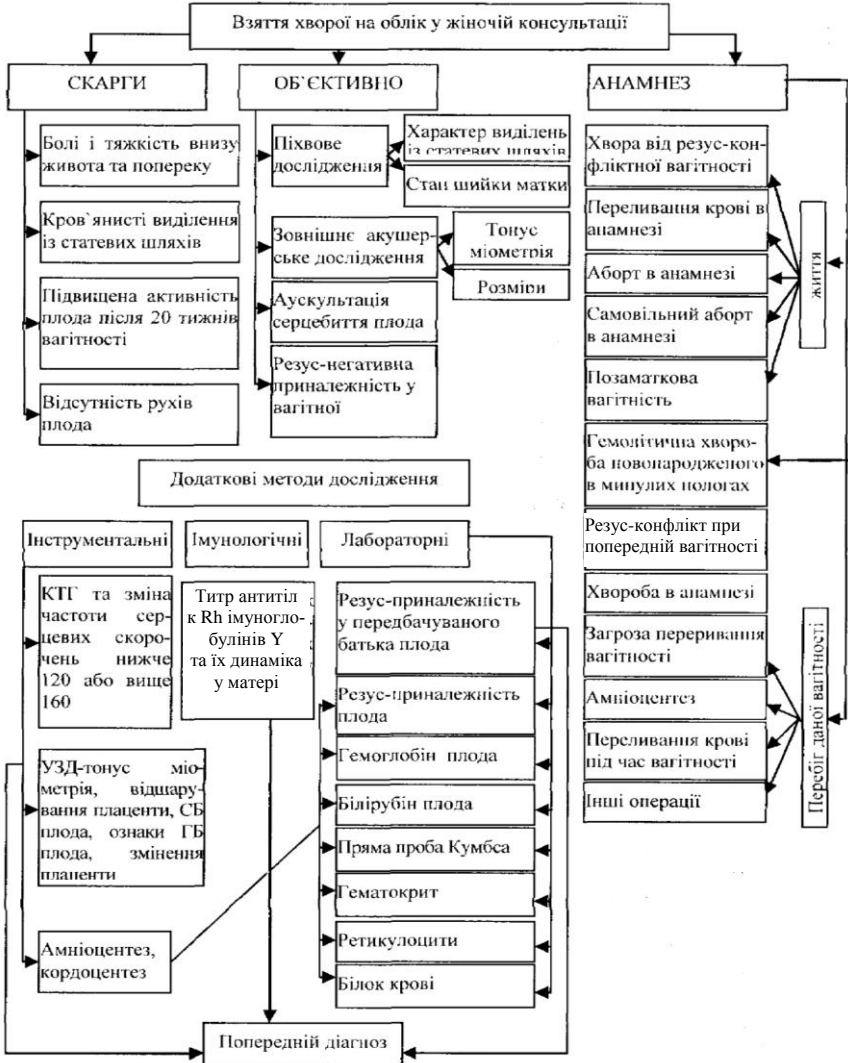 Взяття хворої на облік у жіночій консультації
СКАРГИ
Болі і тяжкість внизу
живота та попереку
Кров`янисті виділення
із статевих шляхів
Підвищена активність
плода після 20 тижнів
вагітності
Відсутність рухів
плода
ОБ`ЄКТИВНО
Піхвове
дослідження
Характер виділень
із статевих шляхів
Стан шийки матки
Зовнішнє акушер-
ське дослідження
Тонус
міометрія
Розміри
Аускультація
серцебиття плода
Резус-негативна
приналежність у
вагітної
АНАМНЕЗ
Хвора від резус-кон-
фліктної вагітності
Переливання крові в
анамнезі
Аборт в анамнезі
Самовільний аборт
в анамнезі
Позаматкова
вагітність
життя
Гемолітична хворо-
ба новонародженого
в минулих пологах
Резус-конфлікт при
попередній вагітності
Хвороба в анамнезі
Загроза переривання
вагітності
Амніоцентез
Переливання крові
під час вагітності
Інші операції
Перебіг даної вагітності
Додаткові методи дослідження
Інструментальні
КТГ та зміна
частоти сер-
цевих скоро-
чень нижче
120 або вище
160
УЗД-тонус міо-
метрія, відшару-
вання плаценти, СБ
плода, ознаки ГБ
плода, змінення
плаценти
Амніоцентез,
кордоцентез
Імунологічні
Титр антитіл
к Rh імуногло-
булінів Y
та їх динаміка
у матері
Лабораторні
Резус-приналежність
у передбачуваного
батька плода
Резус-приналежність
плода
Гемоглобін плода
Білірубін плода
Пряма проба Кумбса
Гематокрит
Ретикулоцити
Білок крові
Попередній діагноз